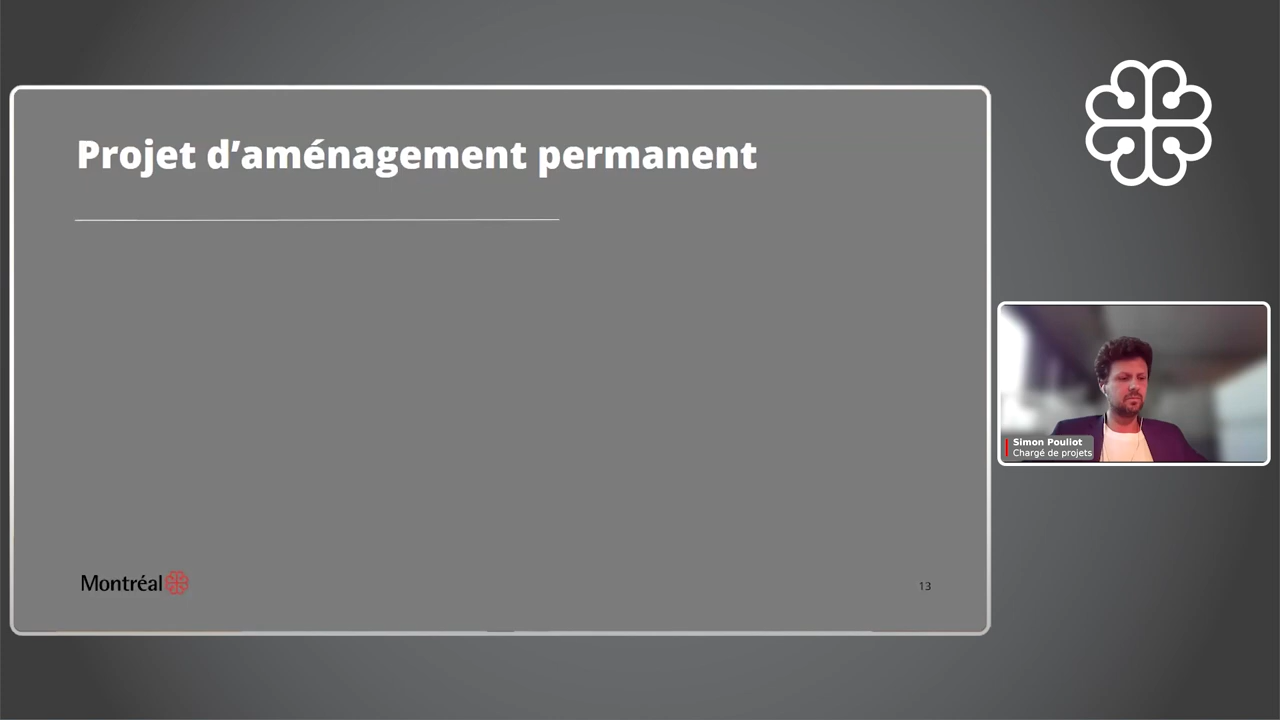 Projet d’aménagement permanent
Simon Pouliot
Chargé de projets
Montréal
13